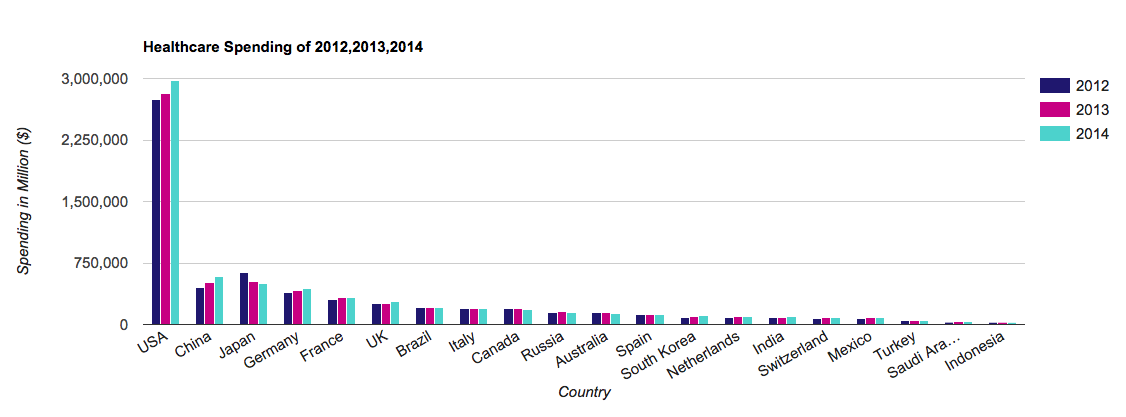 Healthcare Spending of 2012,2013,2014
3,000,000
2,250,000
1,500,000
750,000
0
Spending in Million ($)
2012
2013
2014
USA
China
Japan
Germany
France
UK
Brazil
Italy
Canada
Russia
Australia
Spain
South Korea
Netherlands
India
Switzerland
Mexico
Turkey
Saudi Ara…
Indonesia
Country